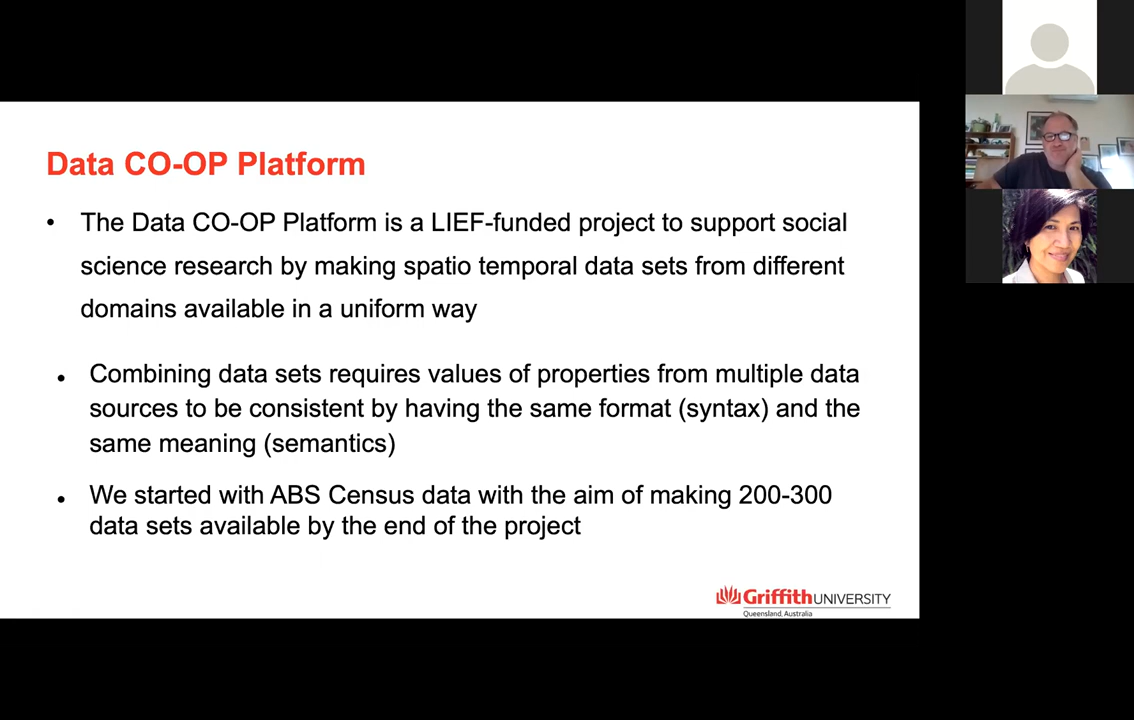 Data CO-OP Platform
• The Data CO-OP Platform is a LIEF-funded project to support social
science research by making spatio temporal data sets from different
domains available in a uniform way
• Combining data sets requires values of properties from multiple data
sources to be consistent by having the same format (syntax) and the
same meaning (semantics)
• We started with ABS Census data with the aim of making 200-300
data sets available by the end of the project
Griffith UNIVERSITY
Queensland, Australia